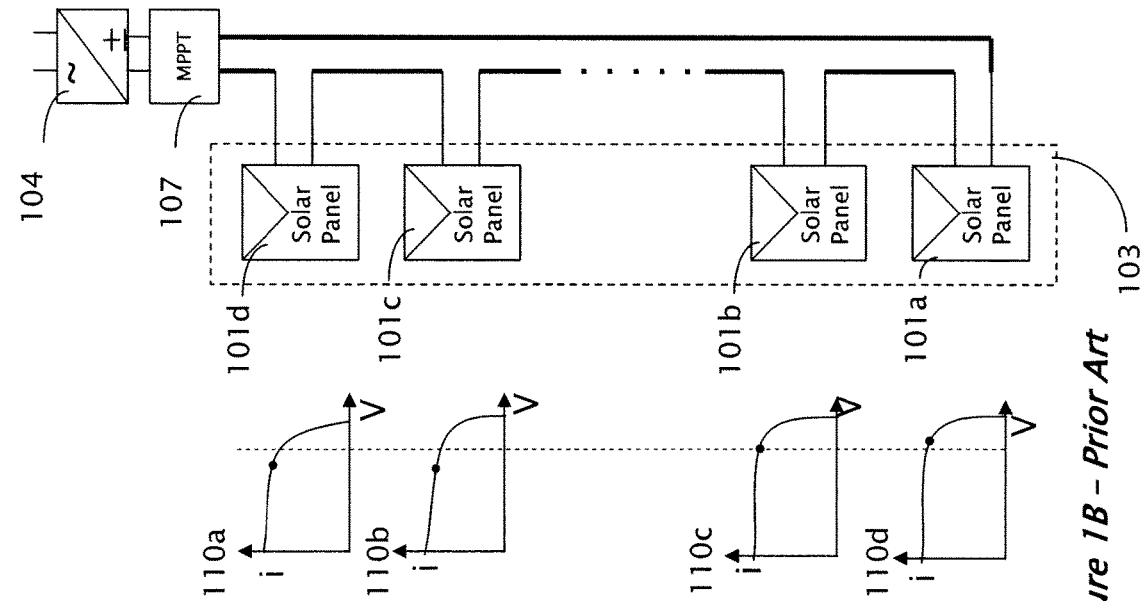 104
~
+
107
MPPT
110a
i
V
101d
Solar
Panel
110b
i
V
101c
Solar
Panel
110c
i
V
101b
Solar
Panel
110d
i
V
101a
Solar
Panel
103
ure 1B – Prior Art